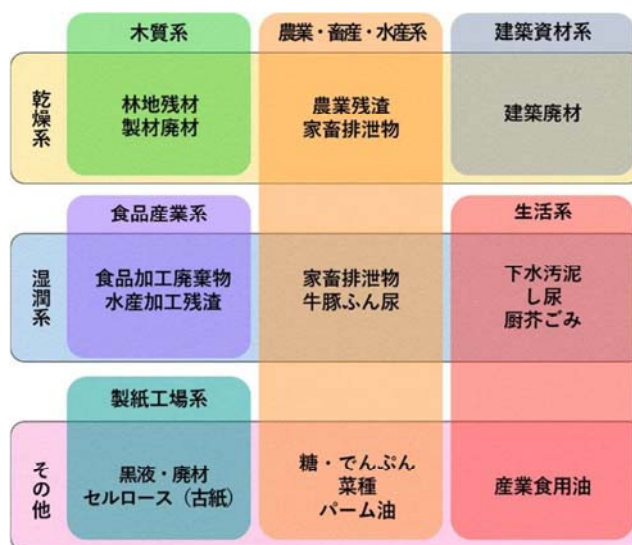 木質系
農業・畜産・水産系
建築資材系
乾燥系
林地残材
製材廃材
農業残渣
家畜排泄物
建築廃材
食品産業系
生活系
湿潤系
食品加工廃棄物
水産加工残渣
家畜排泄物
牛豚ふん尿
下水汚泥
し尿
厨芥ごみ
製紙工場系
その他
黒液・廃材
セルロース（古紙）
糖・でんぷん
菜種
パーム油
産業食用油